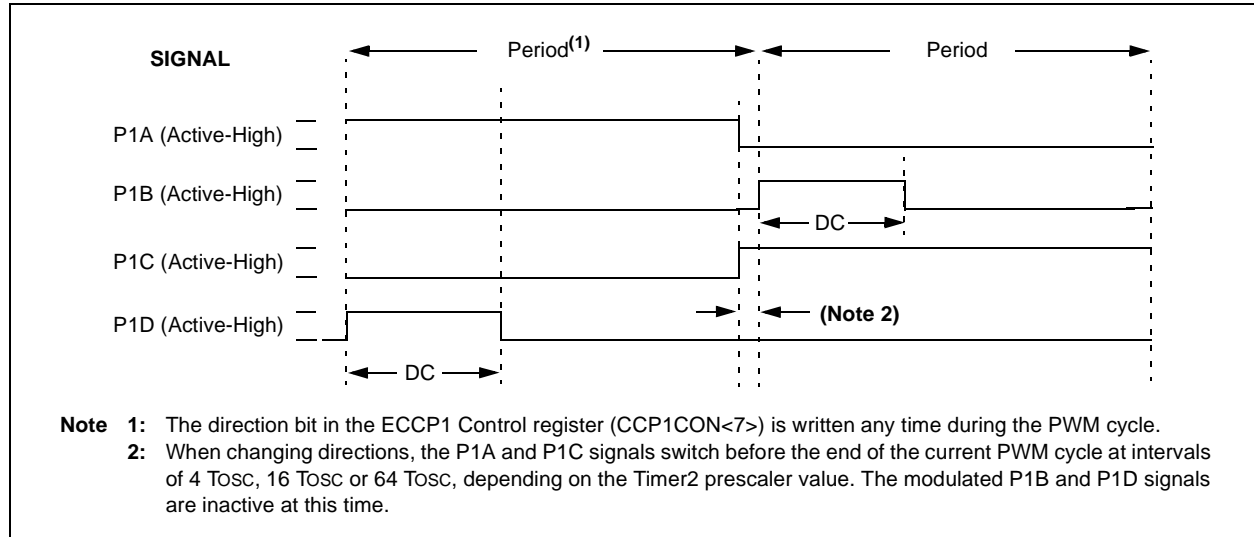 Period(1) Period
SIGNAL
P1A (Active-High)
P1B (Active-High)
DC
P1C (Active-High)
P1D (Active-High)
(Note 2)
DC
Note 1: The direction bit in the ECCP1 Control register (CCP1CON<7>) is written any time during the PWM cycle.
2: When changing directions, the P1A and P1C signals switch before the end of the current PWM cycle at intervals
of 4 TOSC, 16 TOSC or 64 TOSC, depending on the Timer2 prescaler value. The modulated P1B and P1D signals
are inactive at this time.